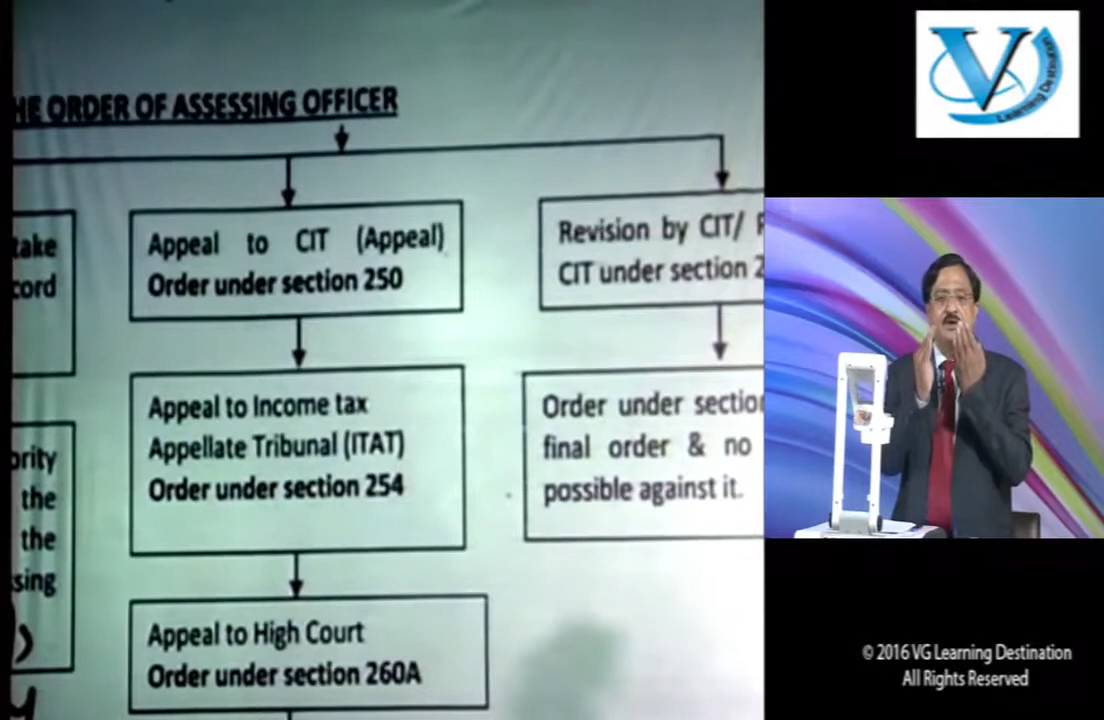 HE ORDER OF ASSESSING OFFICER
take
cord
ority
the
the
sing
Appeal to CIT (Appeal)
Order under section 250
Appeal to Income tax
Appellate Tribunal (ITAT)
Order under section 254
Appeal to High Court
Order under section 260A
Revision by CIT/
CIT under section 2
Order under section
final order & no
possible against it.
V
Learning Destination
© 2016 VG Learning Destination
All Rights Reserved